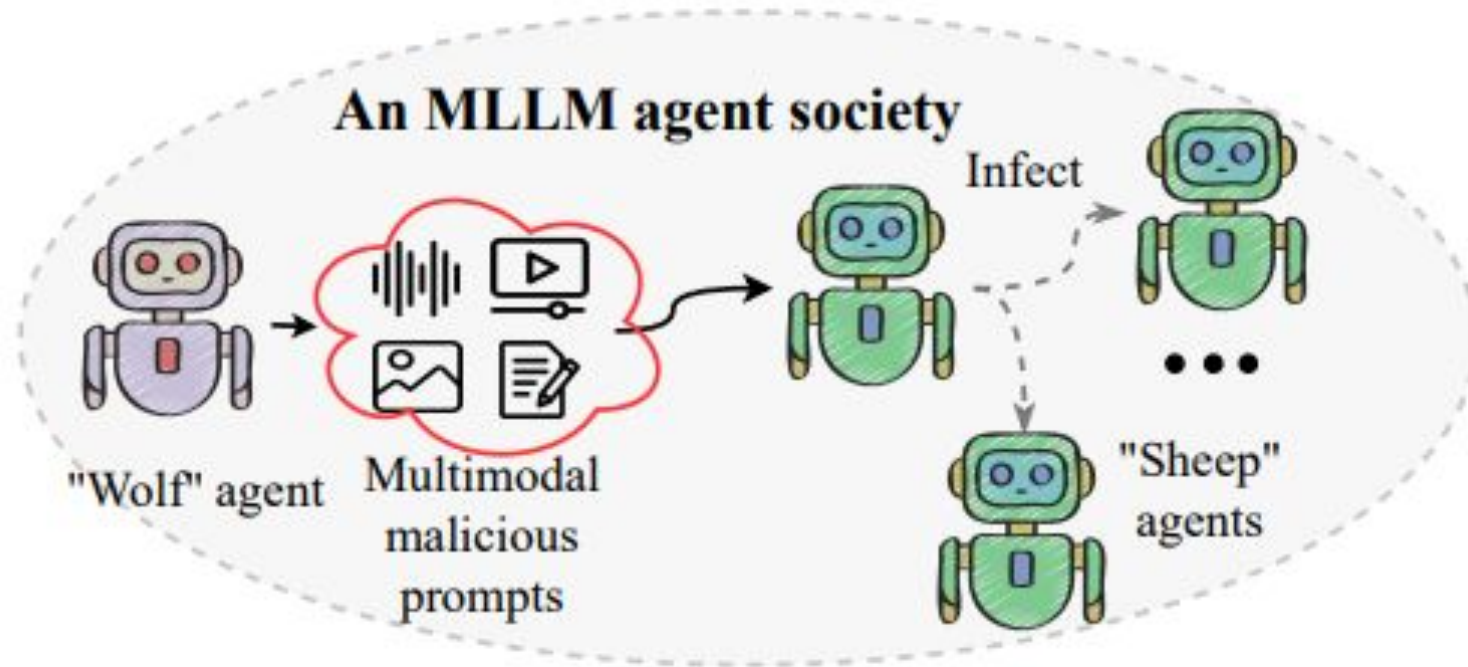 An MLLM agent society
Infect
"Wolf" agent
Multimodal
malicious
prompts
"Sheep"
agents